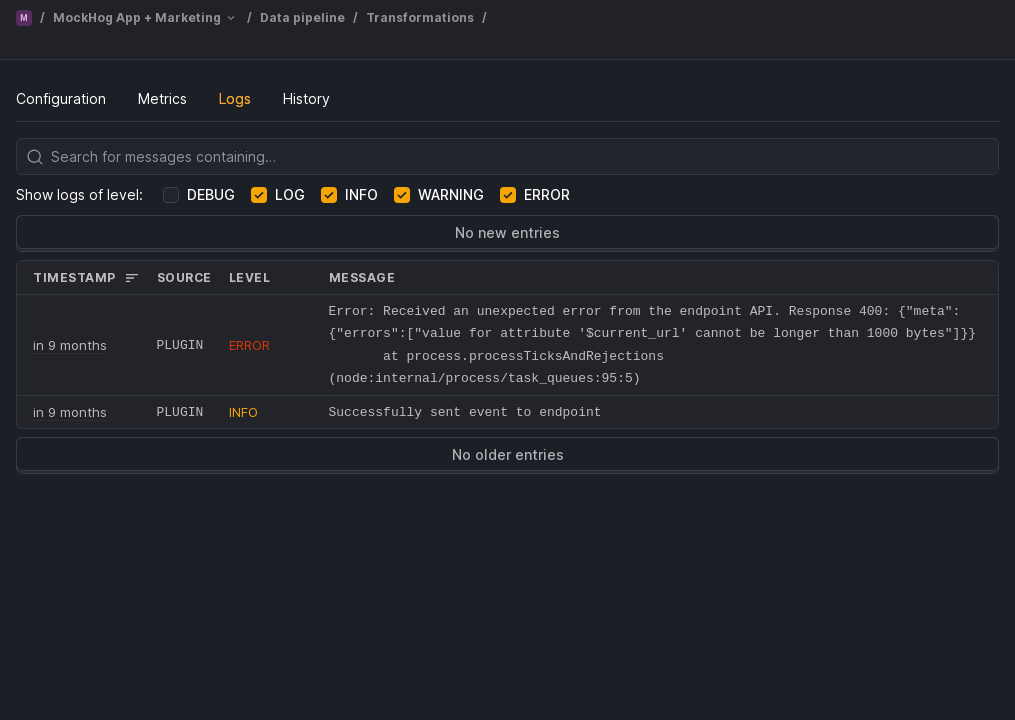 M / MockHog App + Marketing / Data pipeline / Transformations /
Configuration Metrics Logs History
Search for messages containing…
Show logs of level: DEBUG LOG INFO WARNING ERROR
No new entries
TIMESTAMP SOURCE LEVEL MESSAGE
Error: Received an unexpected error from the endpoint API. Response 400: {"meta":
{"errors":["value for attribute '$current_url' cannot be longer than 1000 bytes"]}}
in 9 months PLUGIN ERROR
at process.processTicksAndRejections
(node:internal/process/task_queues:95:5)
in 9 months PLUGIN INFO Successfully sent event to endpoint
No older entries